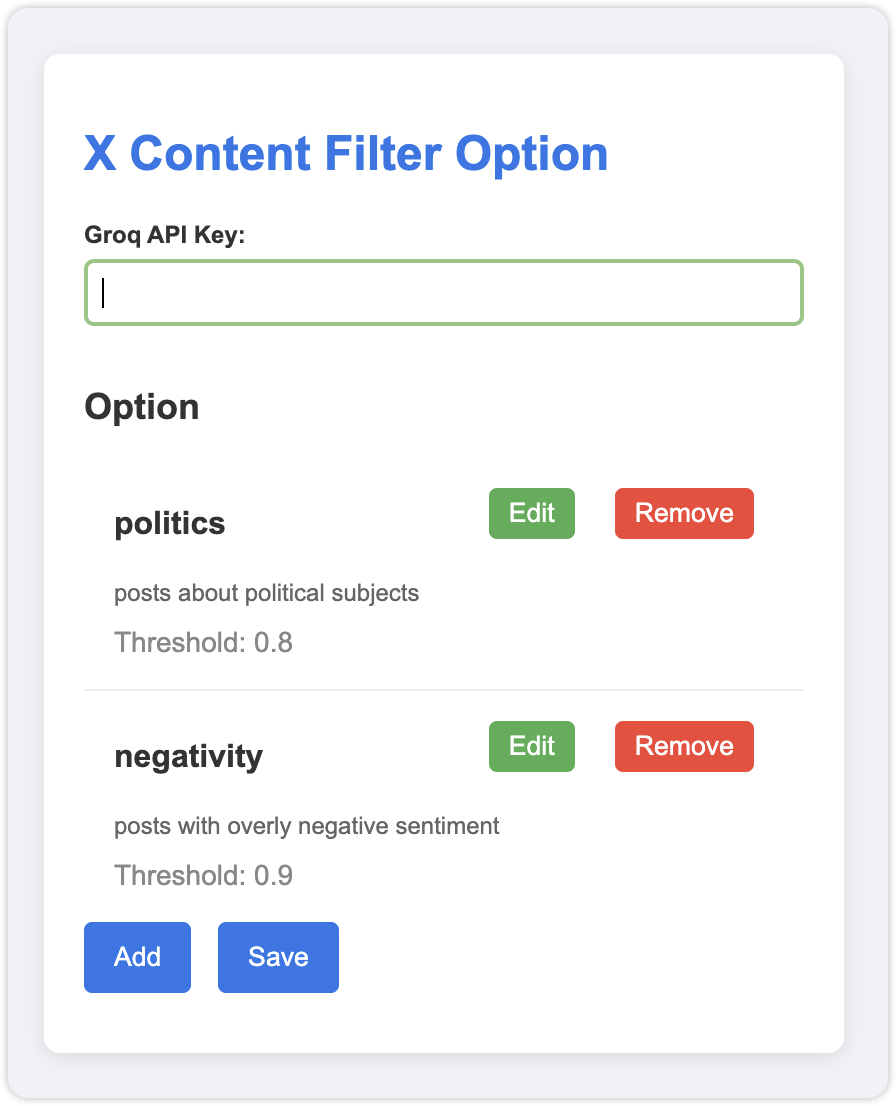 X Content Filter Option
Groq API Key:
Option
politics
Edit
Remove
posts about political subjects
Threshold: 0.8
negativity
Edit
Remove
posts with overly negative sentiment
Threshold: 0.9
Add
Save